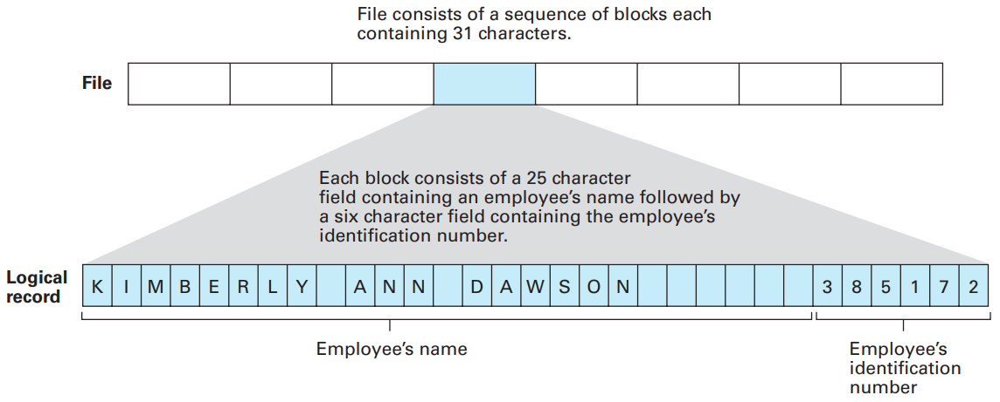 File consists of a sequence of blocks each
containing 31 characters.
File
Each block consists of a 25 character
field containing an employee's name followed by
a six character field containing the employee's
identification number.
Logical
record
K I M B E R L Y A N N D A W S O N 3 8 5 1 7 2
Employee's name
Employee's
identification
number